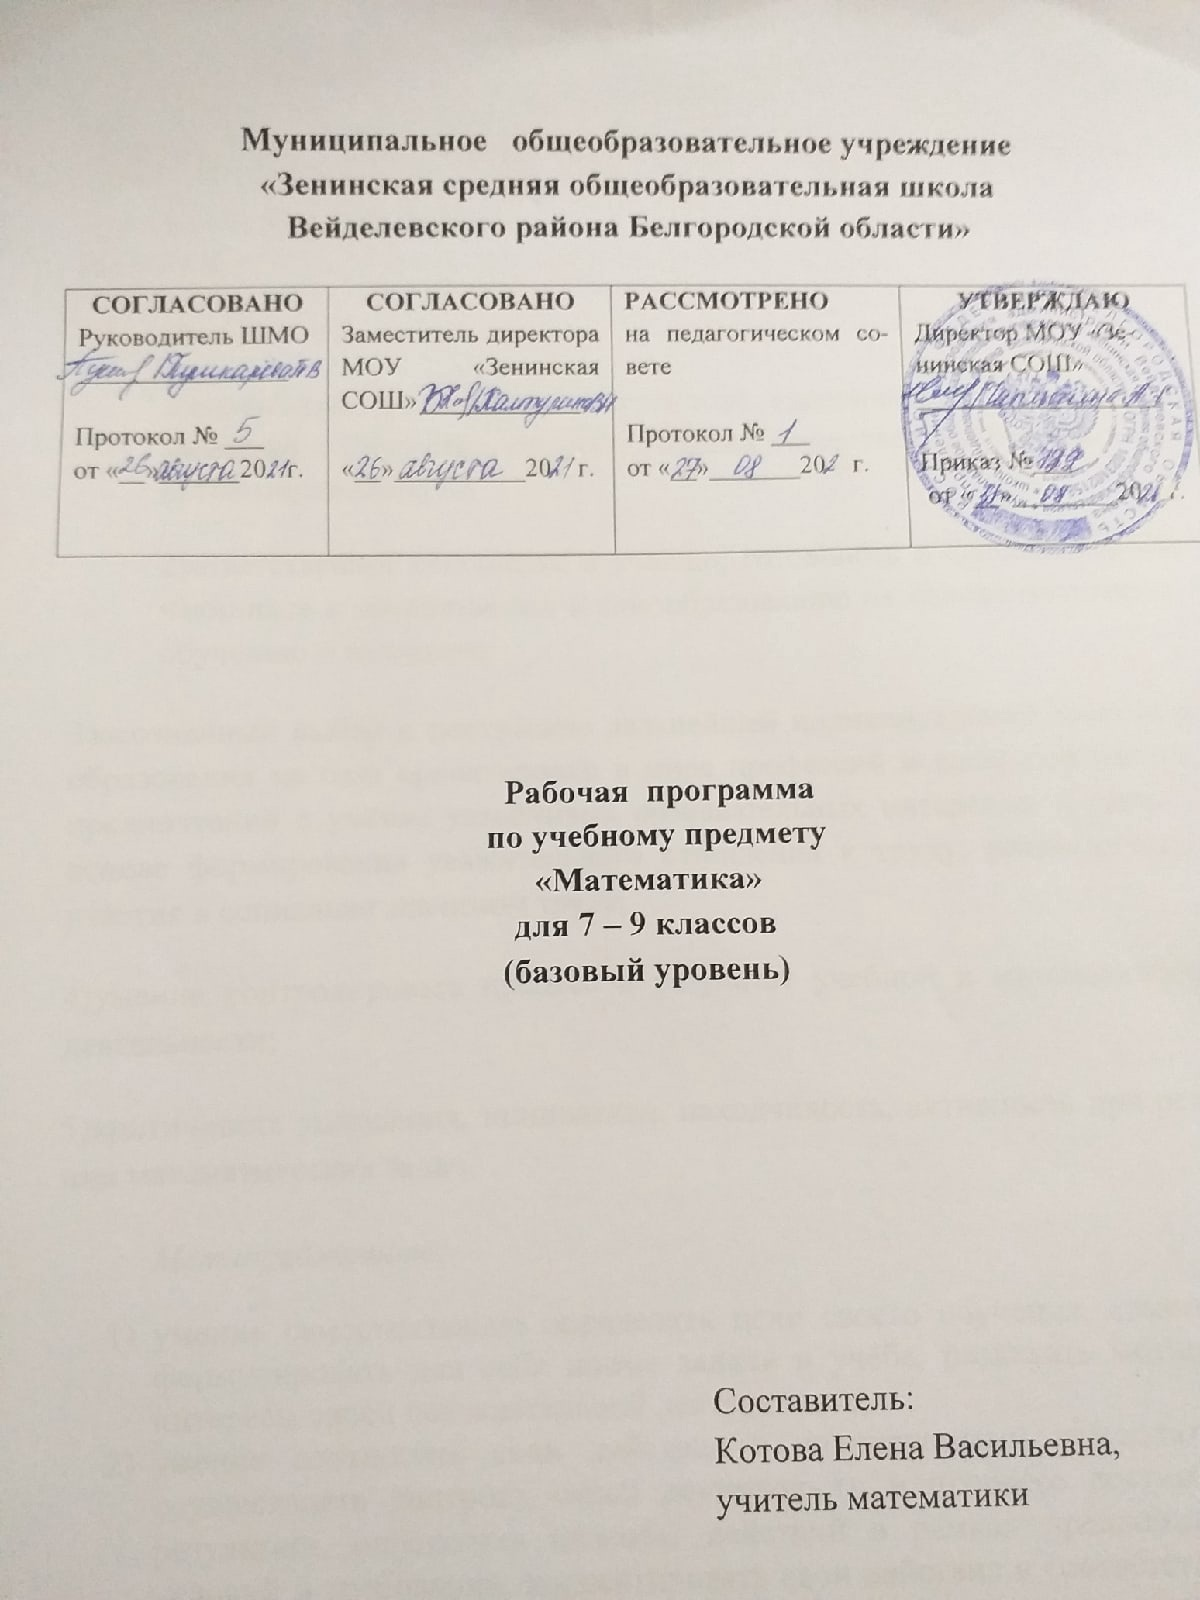 Муниципальное общеобразовательное учреждение
«Зенинская средняя общеобразовательная школа
Вейделевского района Белгородской области»
СОГЛАСОВАНО
Руководитель ШМО
Протокол № 5
от «26» августа 2021г.
СОГЛАСОВАНО
Заместитель директора
МОУ «Зенинская
СОШ»
«26» августа 2021 г.
РАССМОТРЕНО
на педагогическом со-
вете
Протокол № 1
от «27» 08 202 г.
УТВЕРЖДАЮ
Директор МОУ «Зе-
нинская СОШ»
Приказ №
от 08 2021 г.
Рабочая программа
по учебному предмету
«Математика»
для 7 – 9 классов
(базовый уровень)
Составитель:
Котова Елена Васильевна,
учитель математики